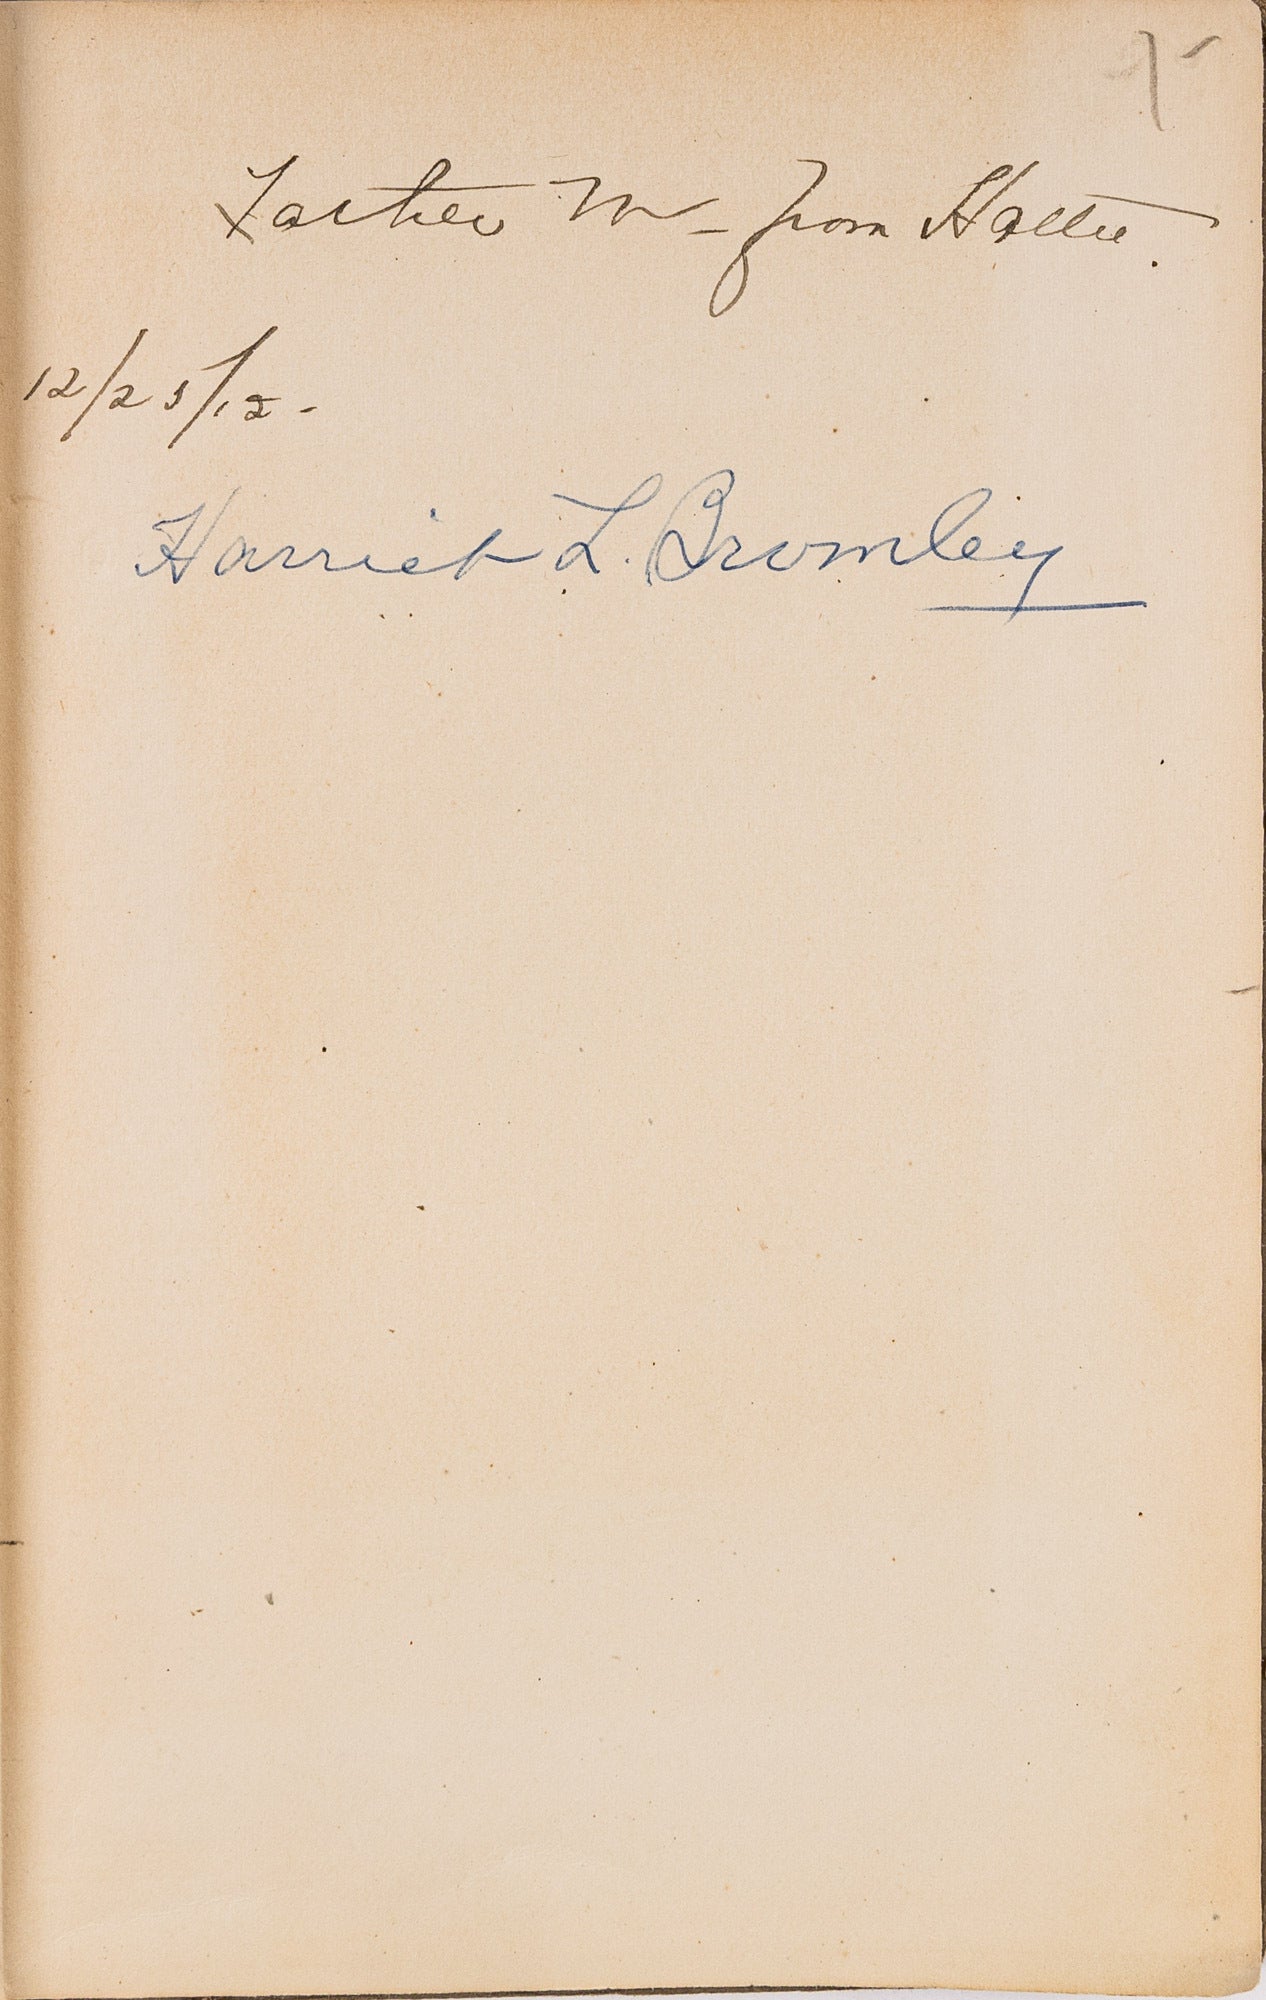 Father M - from Hattie.
12/25/12-
Harriet L. Bromley